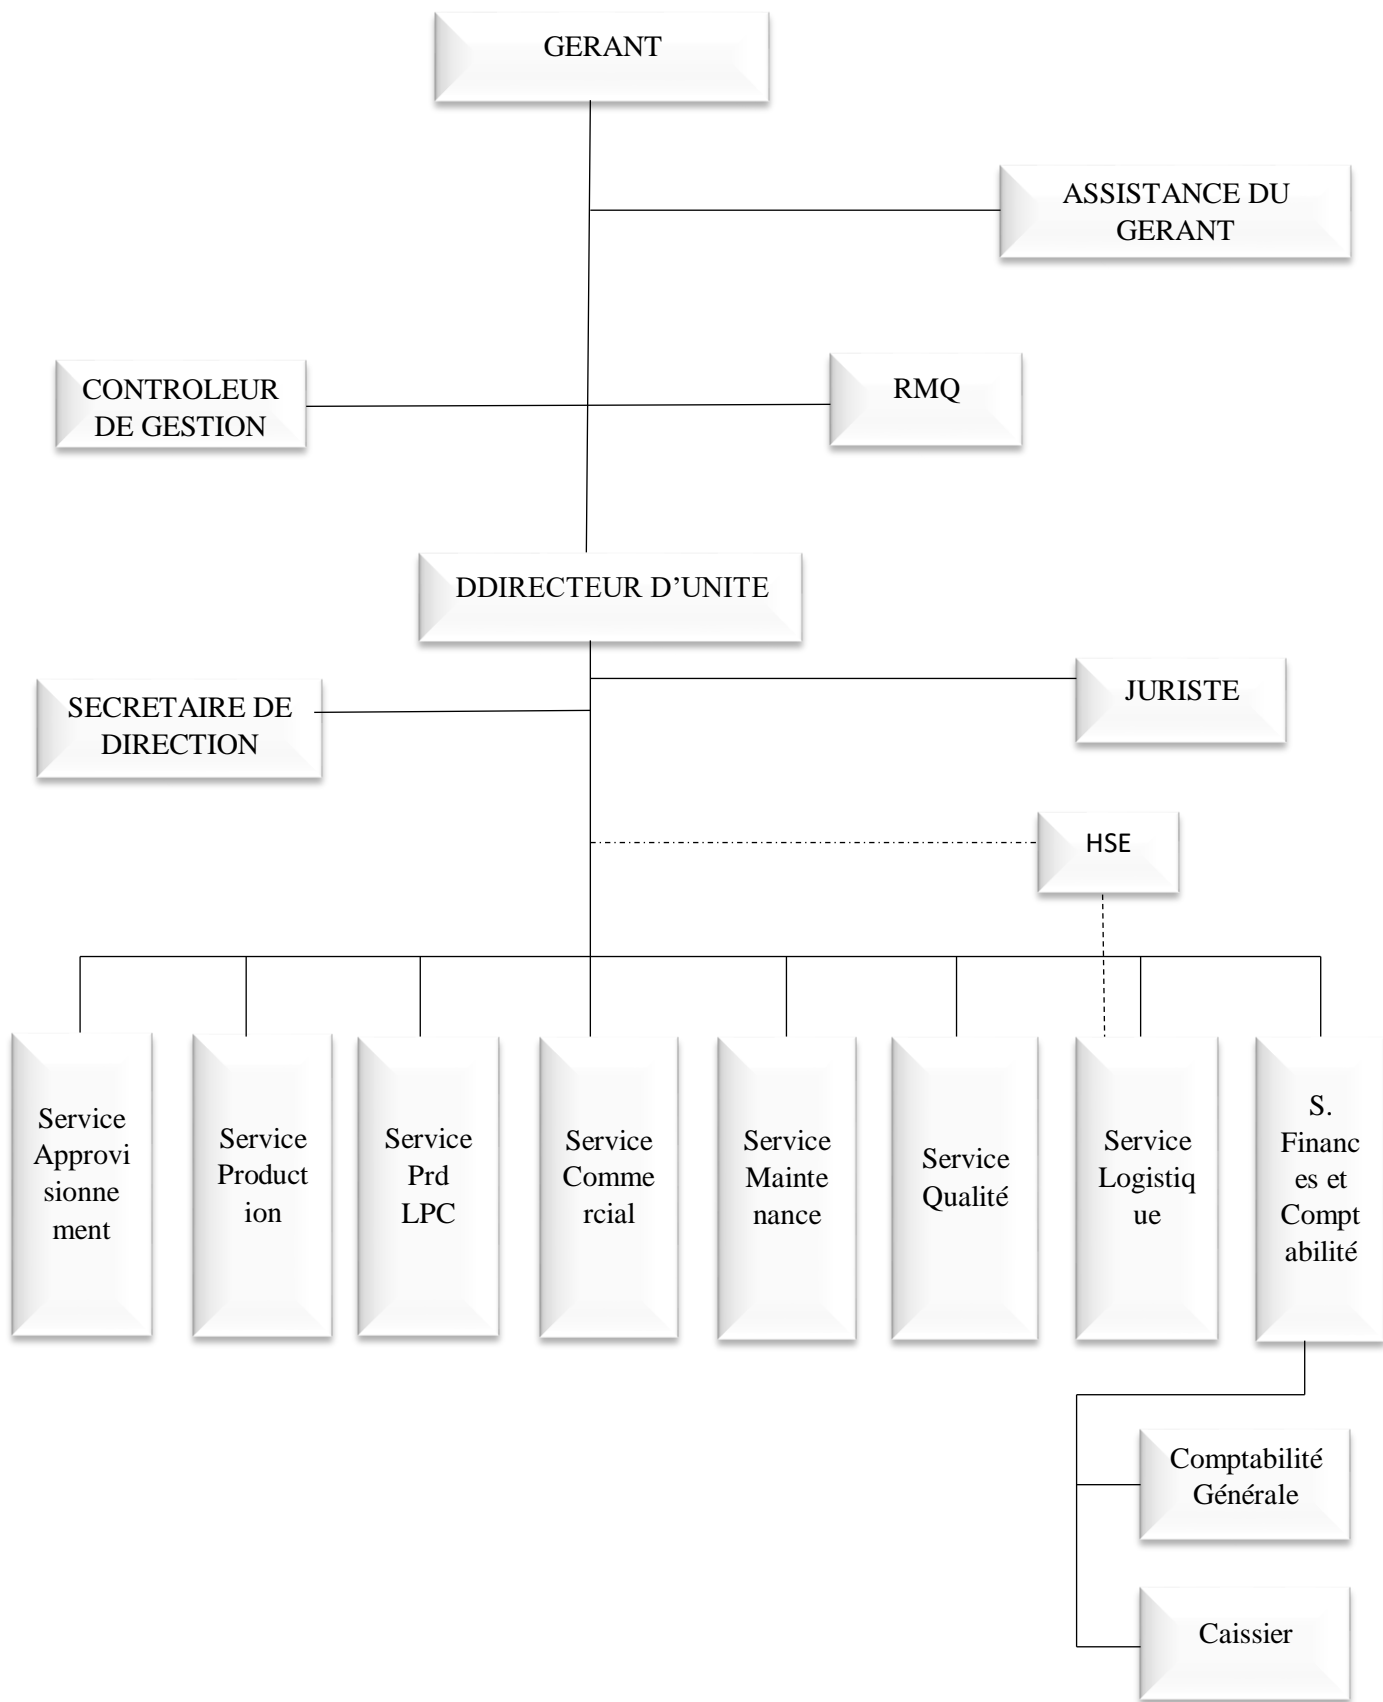 GERANT
ASSISTANCE DU
GERANT
CONTROLEUR
DE GESTION
RMQ
DDIRECTEUR D’UNITE
SECRETAIRE DE
DIRECTION
JURISTE
HSE
Service
Approvi
sionne
ment
Service
Product
ion
Service
Prd
LPC
Service
Comme
rcial
Service
Mainte
nance
Service
Qualité
Service
Logistiq
ue
S.
Financ
es et
Compt
abilité
Comptabilité
Générale
Caissier